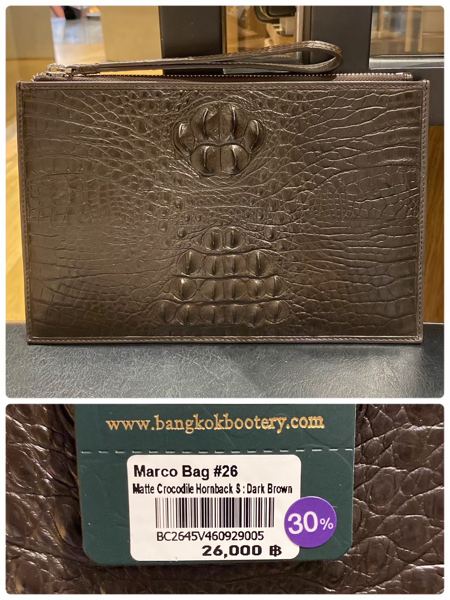 www.bangkokbootery.com
Marco Bag #26
Matte Crocodile Hornback S : Dark Brown
BC2645V460929005
30%
26,000 ฿